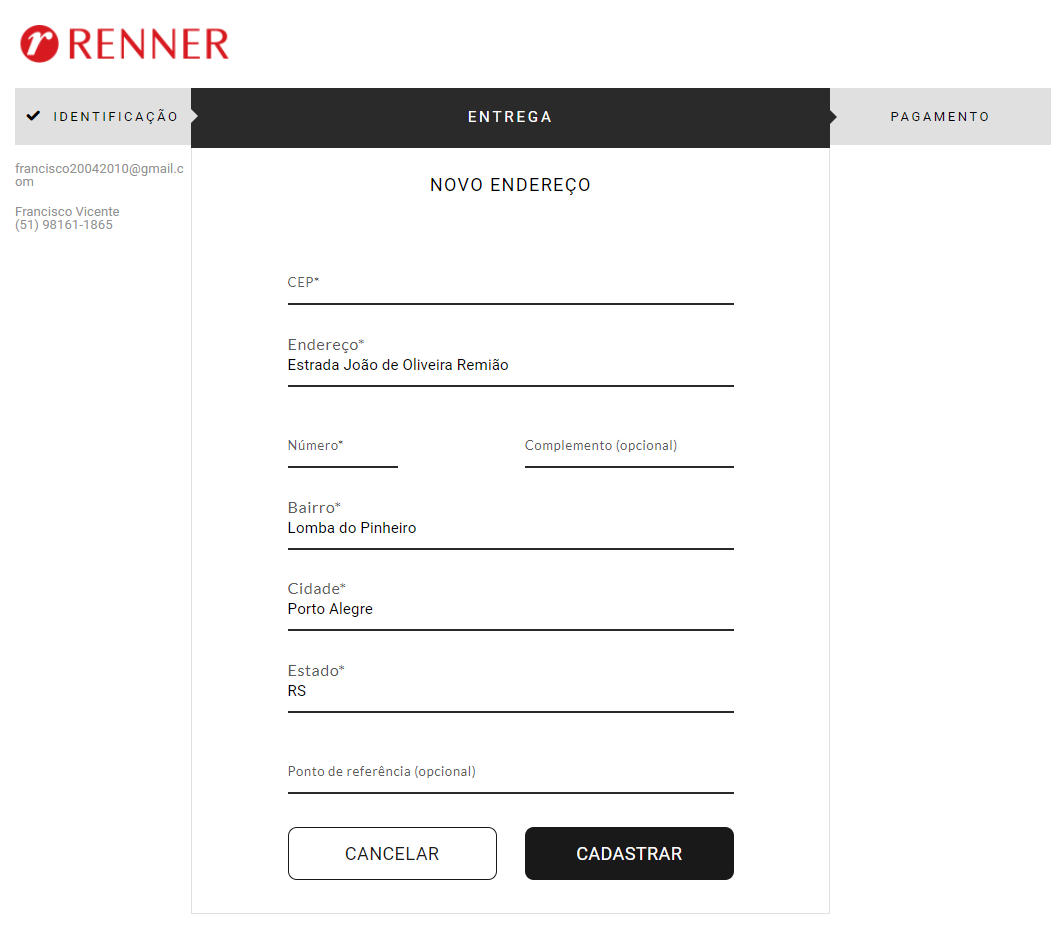 r RENNER
IDENTIFICAÇÃO
ENTREGA
PAGAMENTO
francisco20042010@gmail.c
om
Francisco Vicente
(51) 98161-1865
NOVO ENDEREÇO
CEP*
Endereço*
Estrada João de Oliveira Remião
Número*
Complemento (opcional)
Bairro*
Lomba do Pinheiro
Cidade*
Porto Alegre
Estado*
RS
Ponto de referência (opcional)
CANCELAR
CADASTRAR